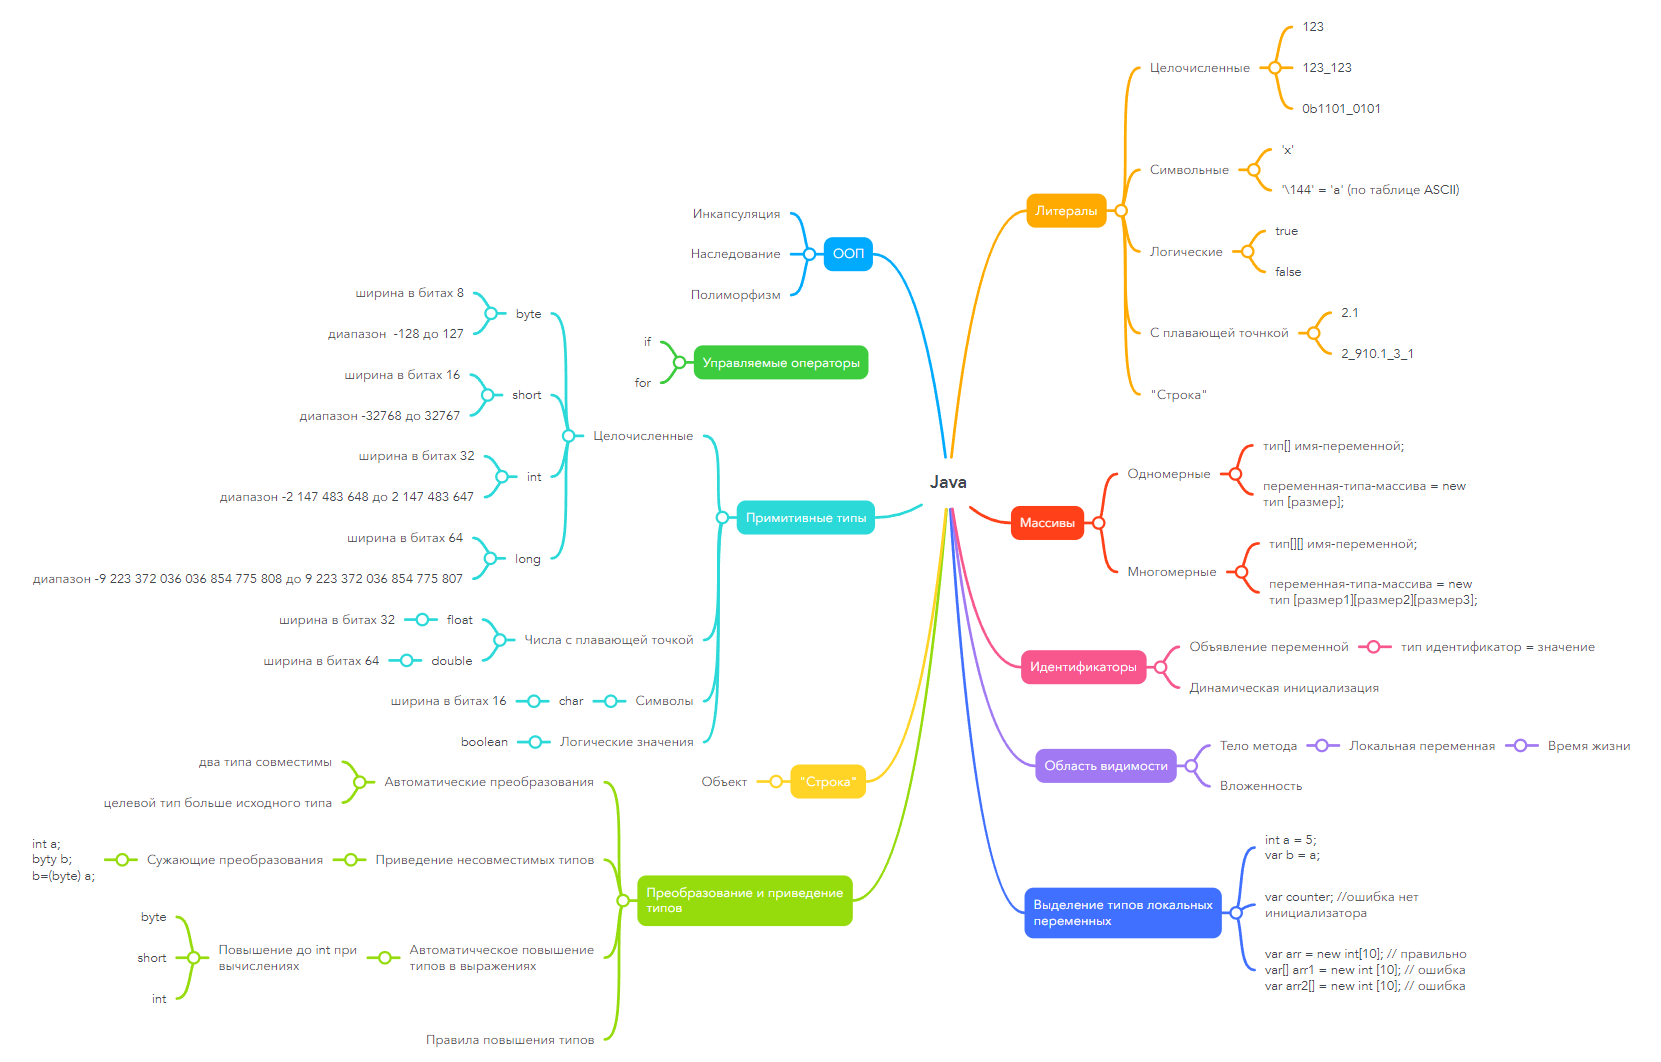 Java
Литералы
Целочисленные
123
123_123
0b1101_0101
Символьные
'x'
'\144' = 'a' (по таблице ASCII)
Логические
true
false
С плавающей точнкой
2.1
2_910.1_3_1
"Строка"
Массивы
Одномерные
тип[] имя-переменной;
переменная-типа-массива = new
тип [размер];
Многомерные
тип[][] имя-переменной;
переменная-типа-массива = new
тип [размер1][размер2][размер3];
Идентификаторы
Объявление переменной
тип идентификатор = значение
Динамическая инициализация
Область видимости
Тело метода
Локальная переменная
Время жизни
Вложенность
Выделение типов локальных
переменных
int a = 5;
var b = a;
var counter; //ошибка нет
инициализатора
var arr = new int[10]; // правильно
var[] arr1 = new int [10]; // ошибка
var arr2[] = new int [10]; // ошибка
ООП
Инкапсуляция
Наследование
Полиморфизм
Управляемые операторы
if
for
Примитивные типы
Целочисленные
byte
ширина в битах 8
диапазон -128 до 127
short
ширина в битах 16
диапазон -32768 до 32767
int
ширина в битах 32
диапазон -2 147 483 648 до 2 147 483 647
long
ширина в битах 64
диапазон -9 223 372 036 036 854 775 808 до 9 223 372 036 854 775 807
Числа с плавающей точкой
float
ширина в битах 32
double
ширина в битах 64
Символы
char
ширина в битах 16
Логические значения
boolean
"Строка"
Объект
Преобразование и приведение
типов
Автоматические преобразования
два типа совместимы
целевой тип больше исходного типа
Приведение несовместимых типов
Сужающие преобразования
int a;
byty b;
b=(byte) a;
Автоматичческое повышение
типов в выражениях
Повышение до int при
вычислениях
byte
short
int
Правила повышения типов